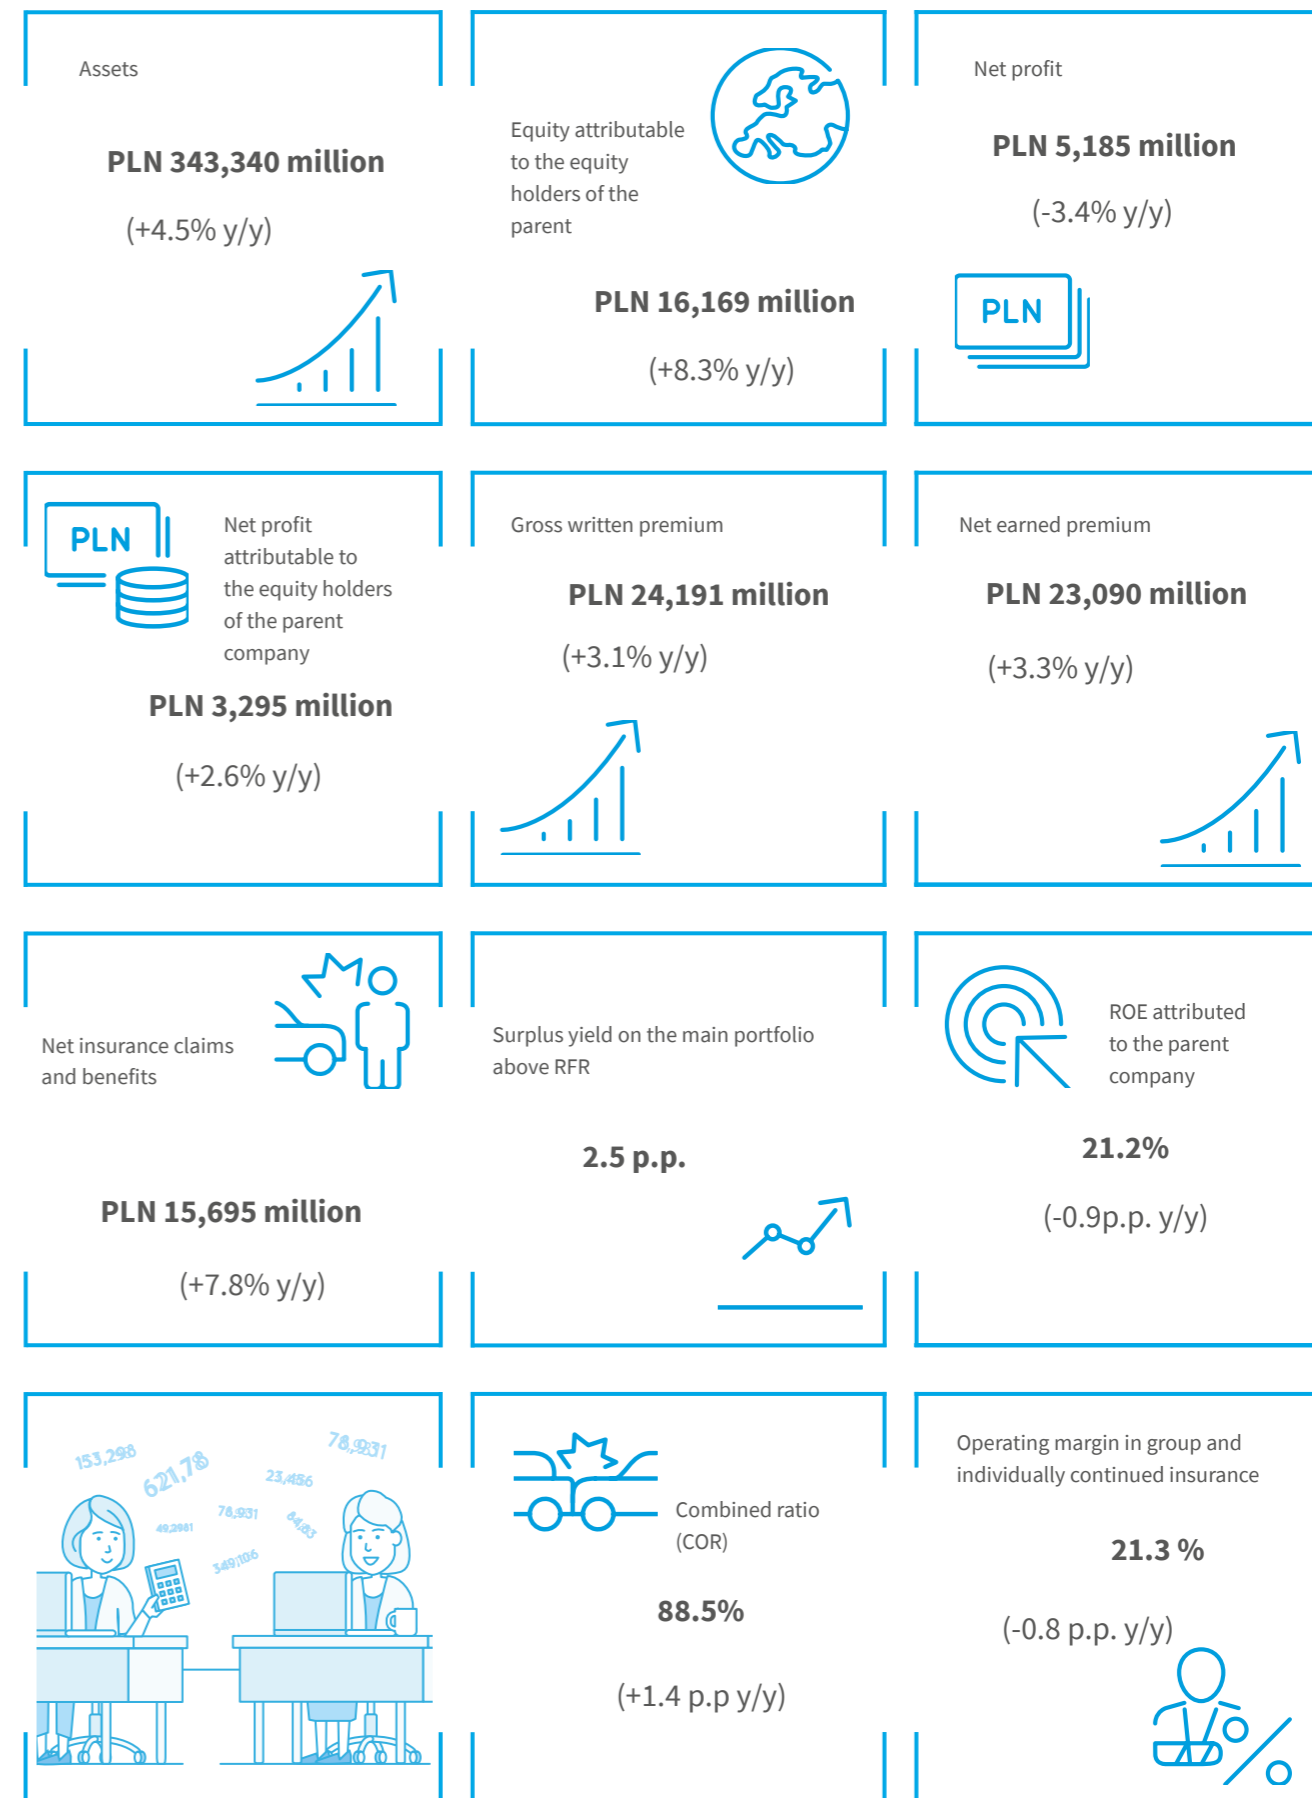 Assets
PLN 343,340 million
(+4.5% y/y)
Equity attributable
to the equity
holders of the
parent
PLN 16,169 million
(+8.3% y/y)
Net profit
PLN 5,185 million
(-3.4% y/y)
PLN
PLN
Net profit
attributable to
the equity holders
of the parent
company
PLN 3,295 million
(+2.6% y/y)
Gross written premium
PLN 24,191 million
(+3.1% y/y)
Net earned premium
PLN 23,090 million
(+3.3% y/y)
Net insurance claims
and benefits
PLN 15,695 million
(+7.8% y/y)
Surplus yield on the main portfolio
above RFR
2.5 p.p.
ROE attributed
to the parent
company
21.2%
(-0.9p.p. y/y)
153,298
621,78
78,931
23,456
78,931
49,2981
64,83
349,106
Combined ratio
(COR)
88.5%
(+1.4 p.p y/y)
Operating margin in group and
individually continued insurance
21.3 %
(-0.8 p.p. y/y)